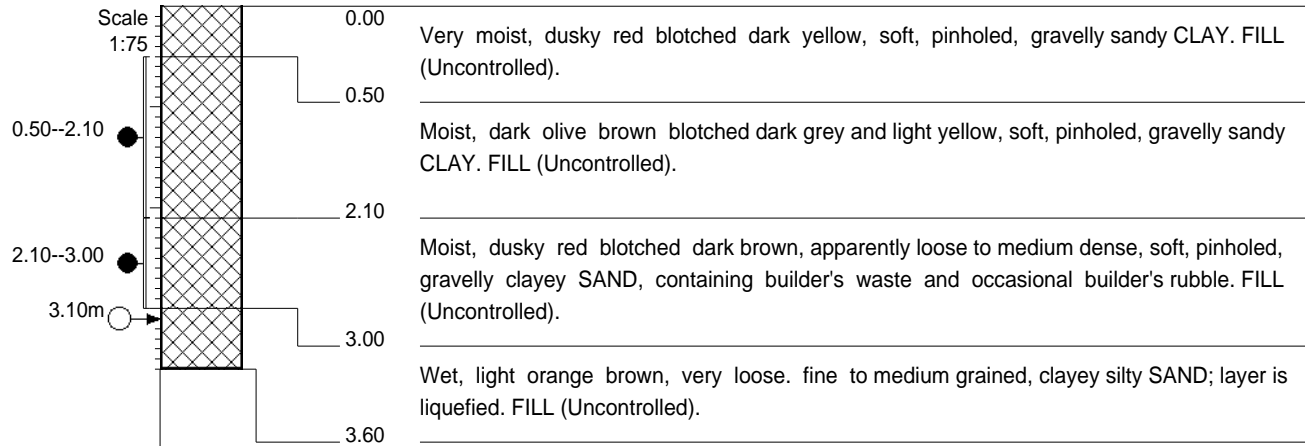 Scale
1:75
0.00
Very moist, dusky red blotched dark yellow, soft, pinholed, gravelly sandy CLAY. FILL
(Uncontrolled).
0.50
0.50--2.10
Moist, dark olive brown blotched dark grey and light yellow, soft, pinholed, gravelly sandy
CLAY. FILL (Uncontrolled).
2.10
2.10--3.00
Moist, dusky red blotched dark brown, apparently loose to medium dense, soft, pinholed,
gravelly clayey SAND, containing builder's waste and occasional builder's rubble. FILL
(Uncontrolled).
3.10m
3.00
Wet, light orange brown, very loose. fine to medium grained, clayey silty SAND; layer is
liquefied. FILL (Uncontrolled).
3.60